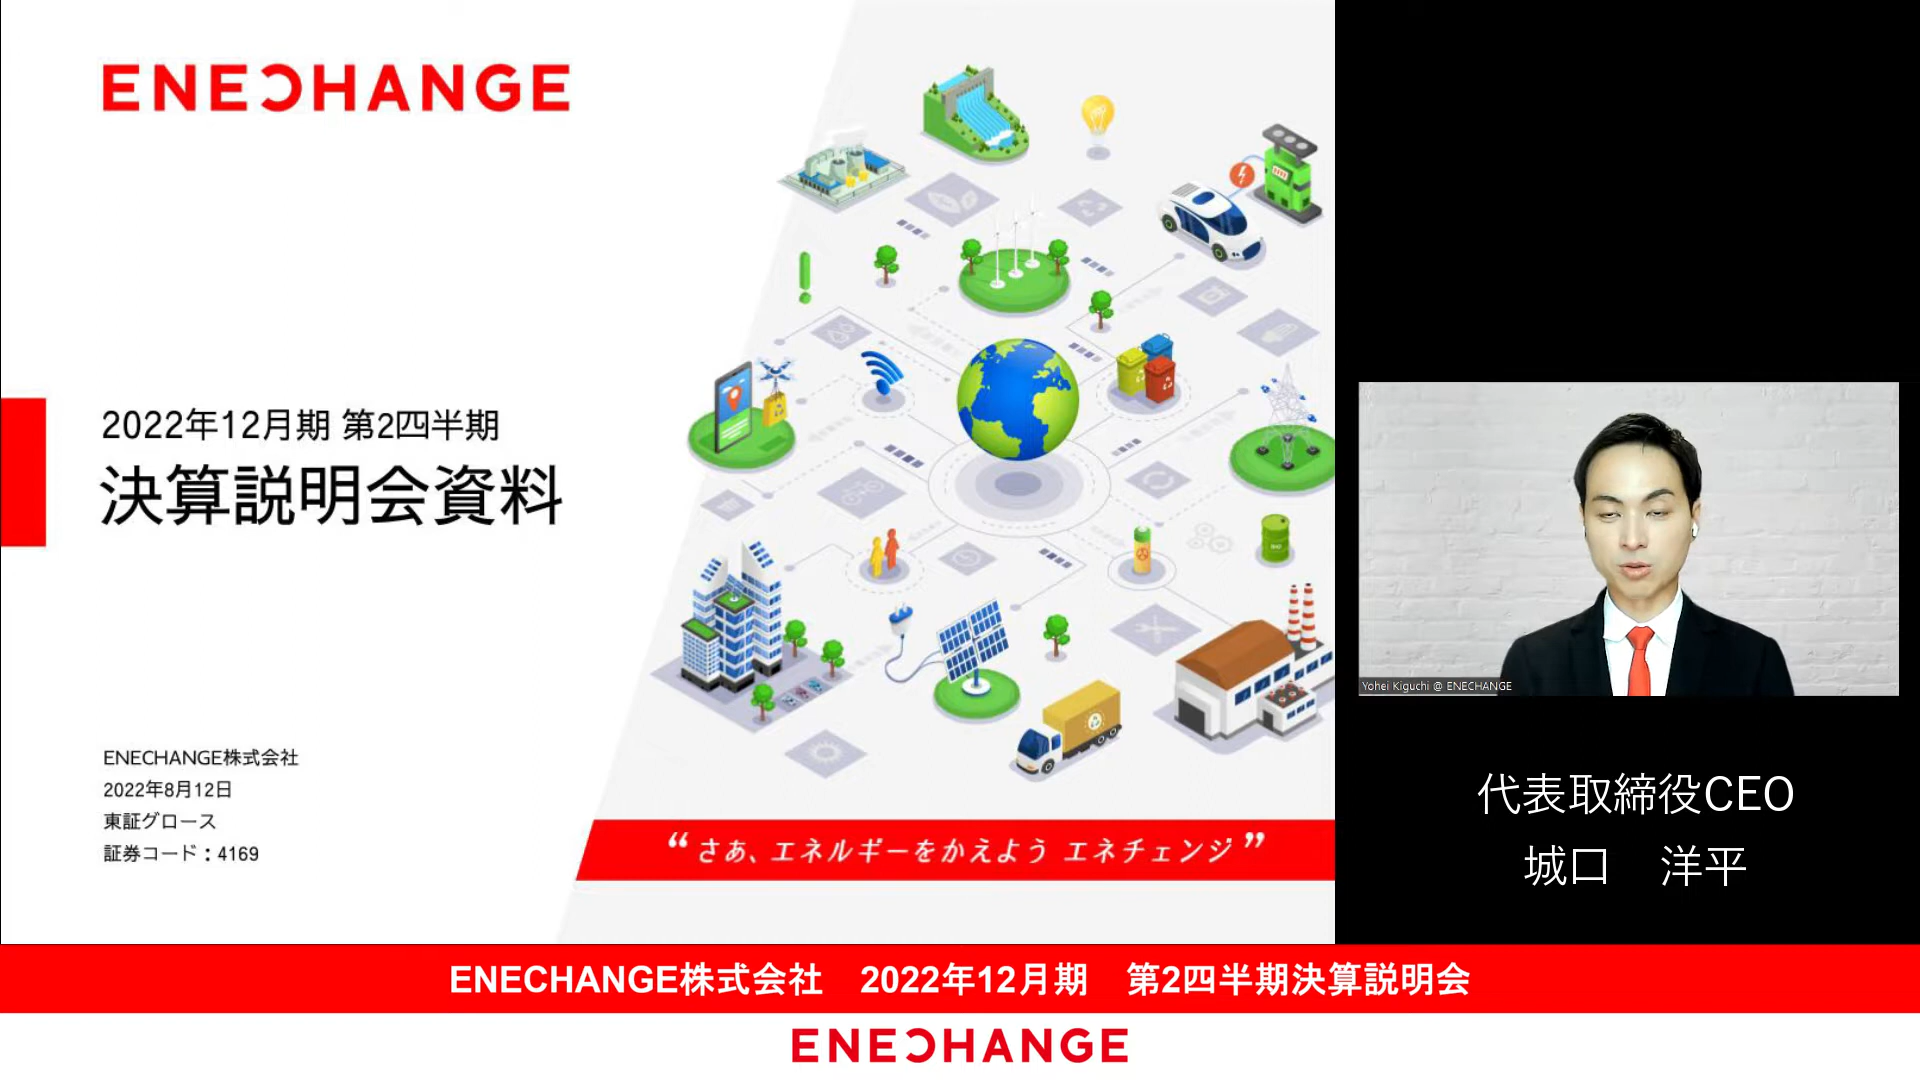 ENECHANGE
2022年12月期 第2四半期
決算説明会資料
ENECHANGE株式会社
2022年8月12日
東証グロース
証券コード：4169
“さあ、エネルギーをかえよう エネチェンジ”
Yohei Kiguchi @ ENECHANGE
代表取締役CEO
城口　洋平
ENECHANGE株式会社　2022年12月期　第2四半期決算説明会
ENECHANGE